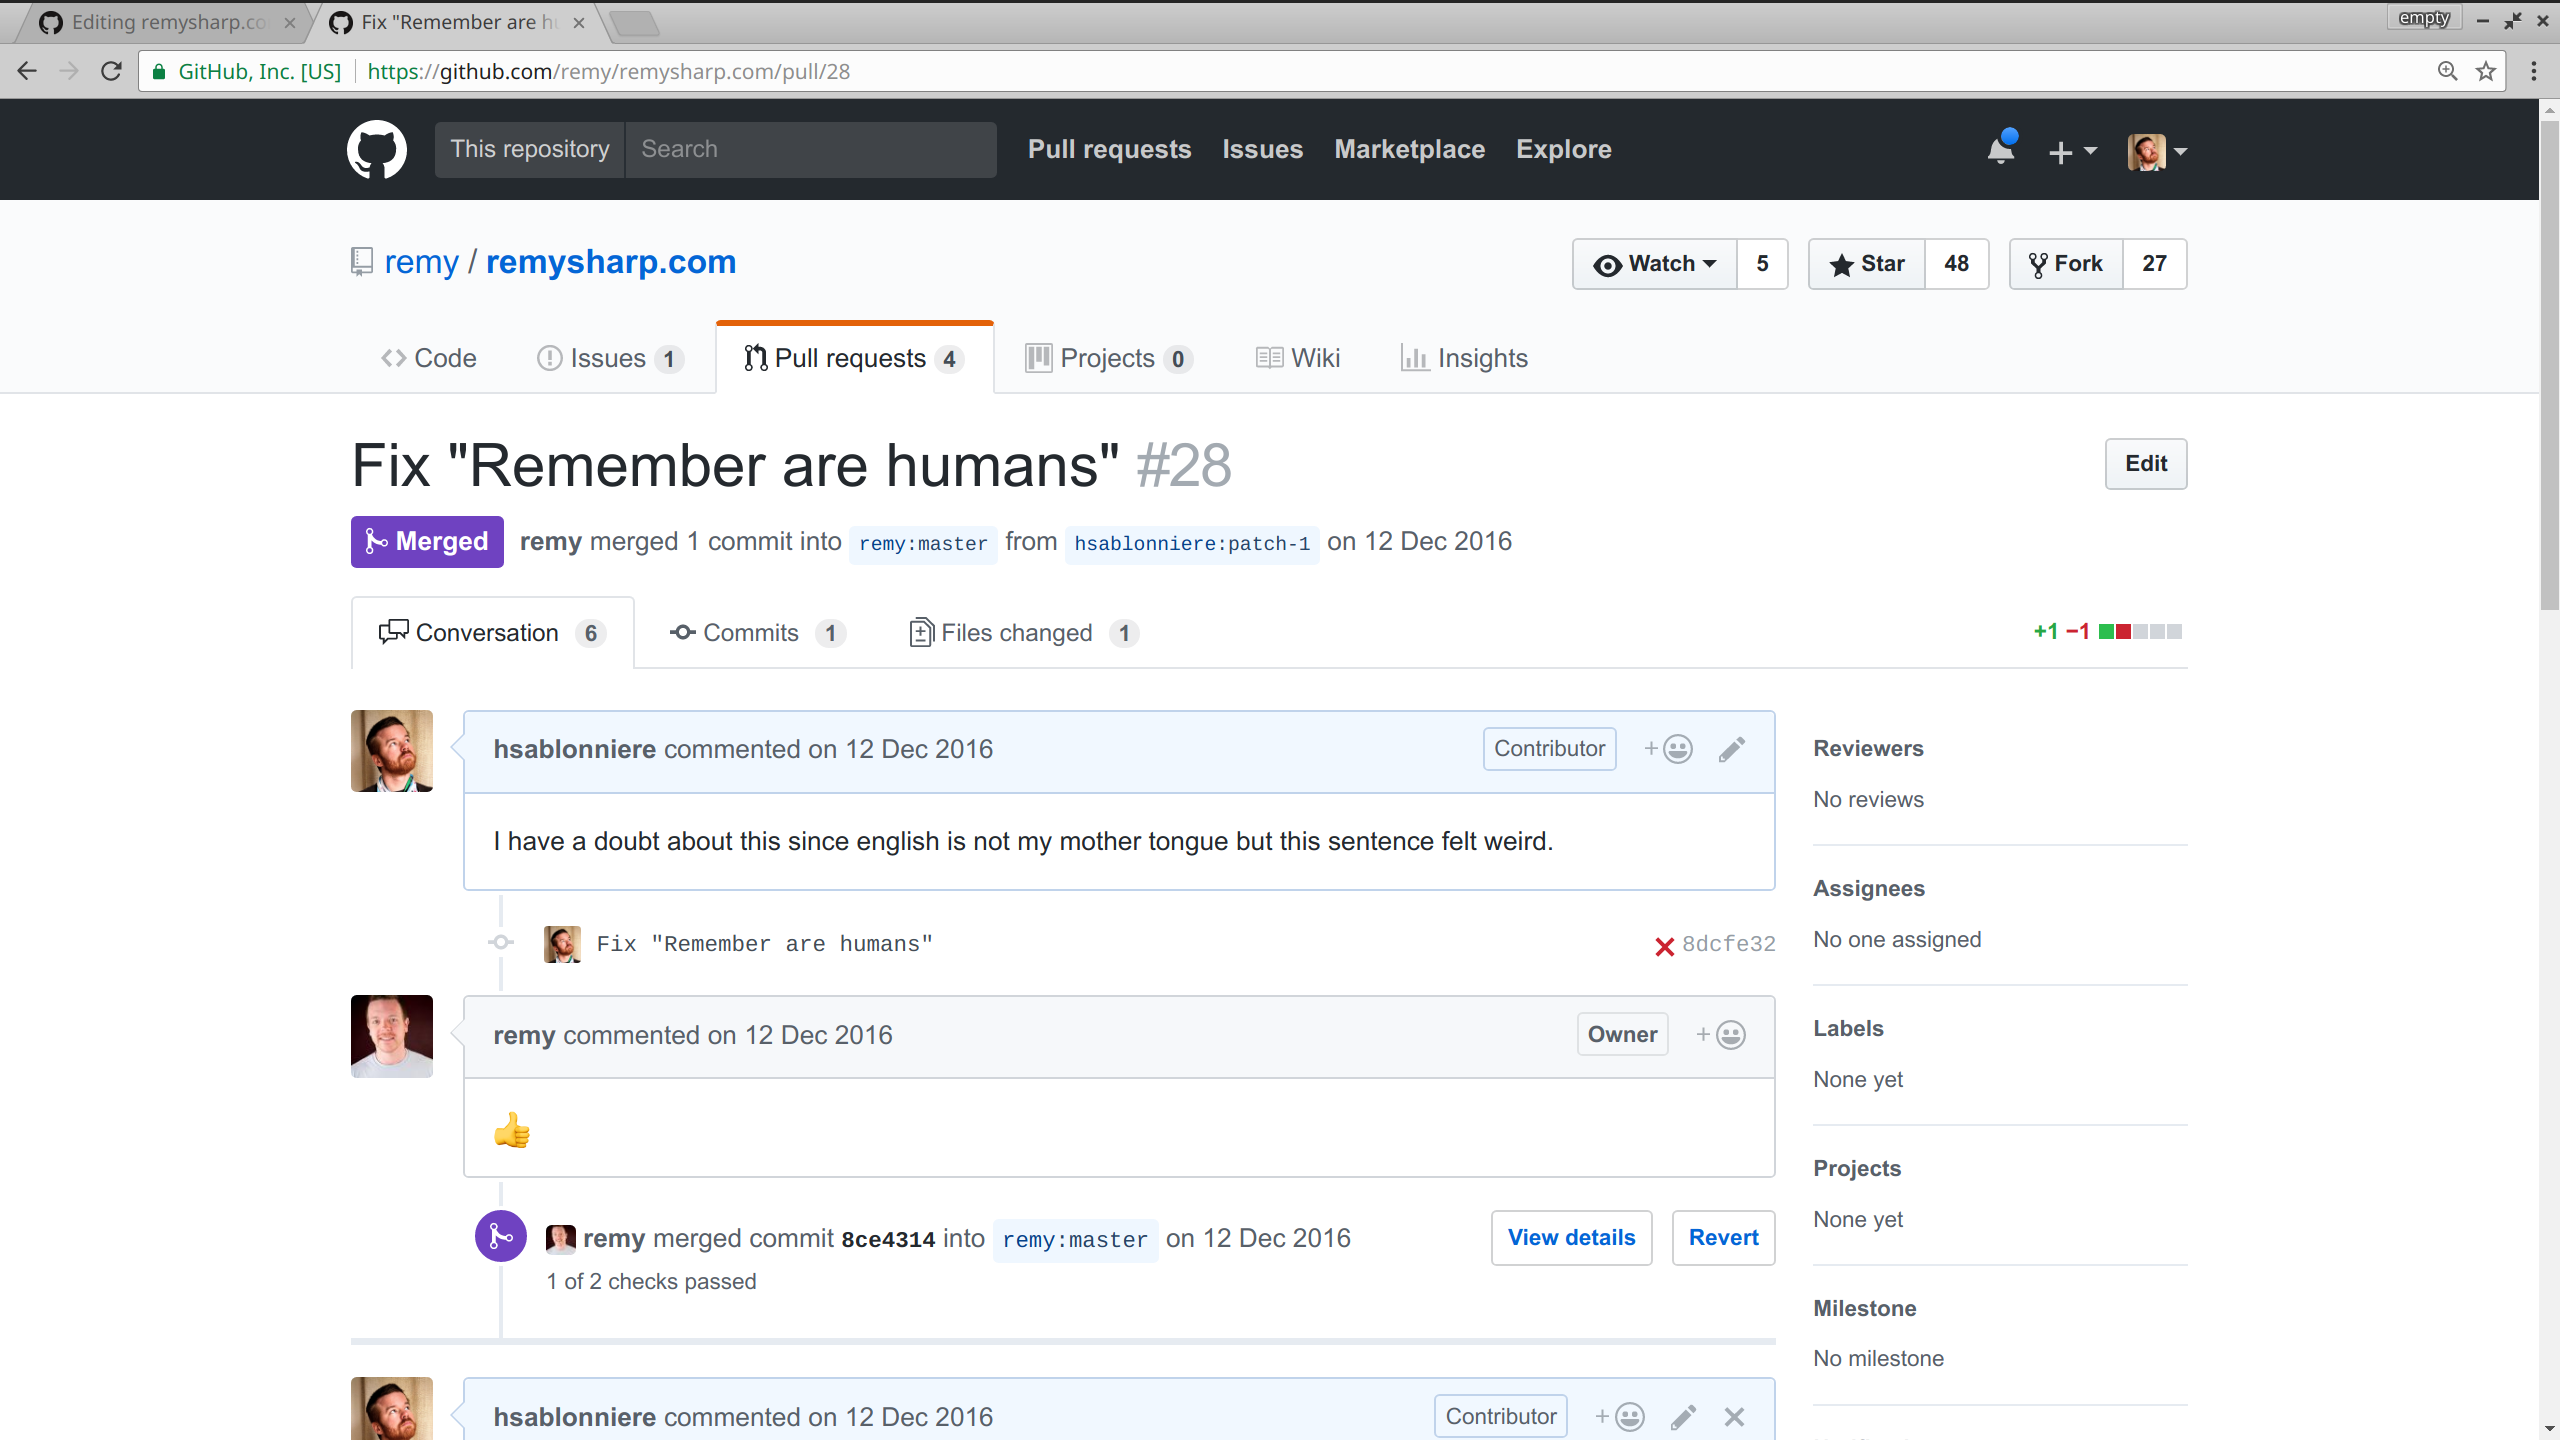 Editing remysharp.co
Fix "Remember are hu
empty
GitHub, Inc. [US]
https://github.com/remy/remysharp.com/pull/28
This repository
Search
Pull requests
Issues
Marketplace
Explore
remy / remysharp.com
Watch 5
Star 48
Fork 27
Code
Issues 1
Pull requests 4
Projects 0
Wiki
Insights
Fix "Remember are humans" #28
Edit
Merged
remy merged 1 commit into remy:master from hsablonniere:patch-1 on 12 Dec 2016
Conversation 6
Commits 1
Files changed 1
+1 −1
hsablonniere commented on 12 Dec 2016
Contributor
I have a doubt about this since english is not my mother tongue but this sentence felt weird.
Fix "Remember are humans"
8dcfe32
remy commented on 12 Dec 2016
Owner
👍
remy merged commit 8ce4314 into remy:master on 12 Dec 2016
1 of 2 checks passed
View details
Revert
hsablonniere commented on 12 Dec 2016
Contributor
Reviewers
No reviews
Assignees
No one assigned
Labels
None yet
Projects
None yet
Milestone
No milestone